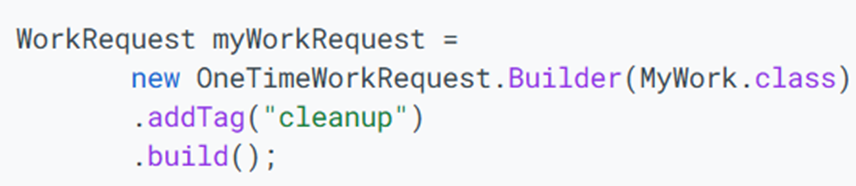 WorkRequest myWorkRequest =
new OneTimeWorkRequest.Builder(MyWork.class)
.addTag("cleanup")
.build();